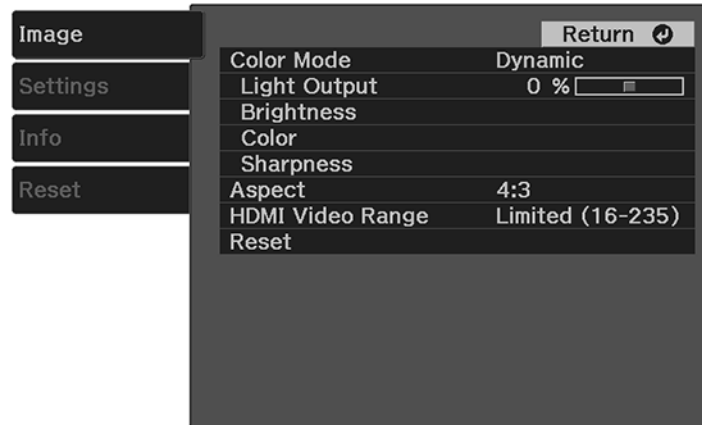 Image
Settings
Info
Reset
Return
Color Mode Dynamic
Light Output 0 %
Brightness
Color
Sharpness
Aspect 4:3
HDMI Video Range Limited (16-235)
Reset